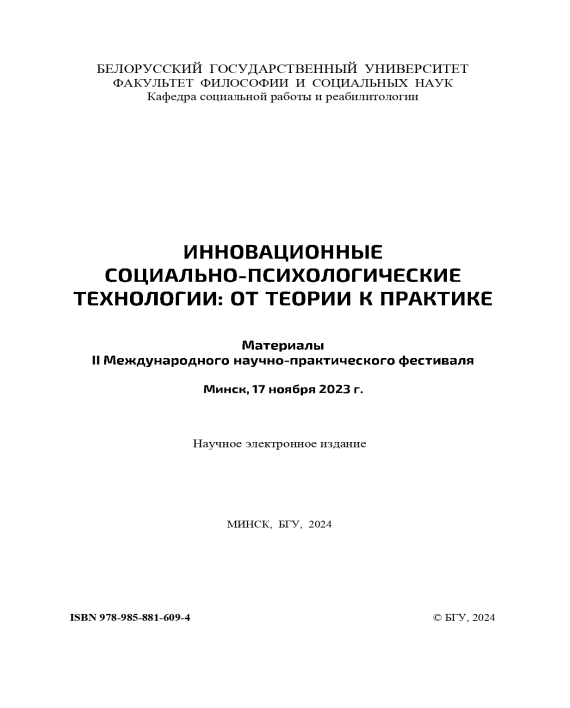 БЕЛОРУССКИЙ ГОСУДАРСТВЕННЫЙ УНИВЕРСИТЕТ
ФАКУЛЬТЕТ ФИЛОСОФИИ И СОЦИАЛЬНЫХ НАУК
Кафедра социальной работы и реабилитологии
ИННОВАЦИОННЫЕ
СОЦИАЛЬНО-ПСИХОЛОГИЧЕСКИЕ
ТЕХНОЛОГИИ: ОТ ТЕОРИИ К ПРАКТИКЕ
Материалы
II Международного научно-практического фестиваля
Минск, 17 ноября 2023 г.
Научное электронное издание
МИНСК, БГУ, 2024
ISBN 978-985-881-609-4 © БГУ, 2024